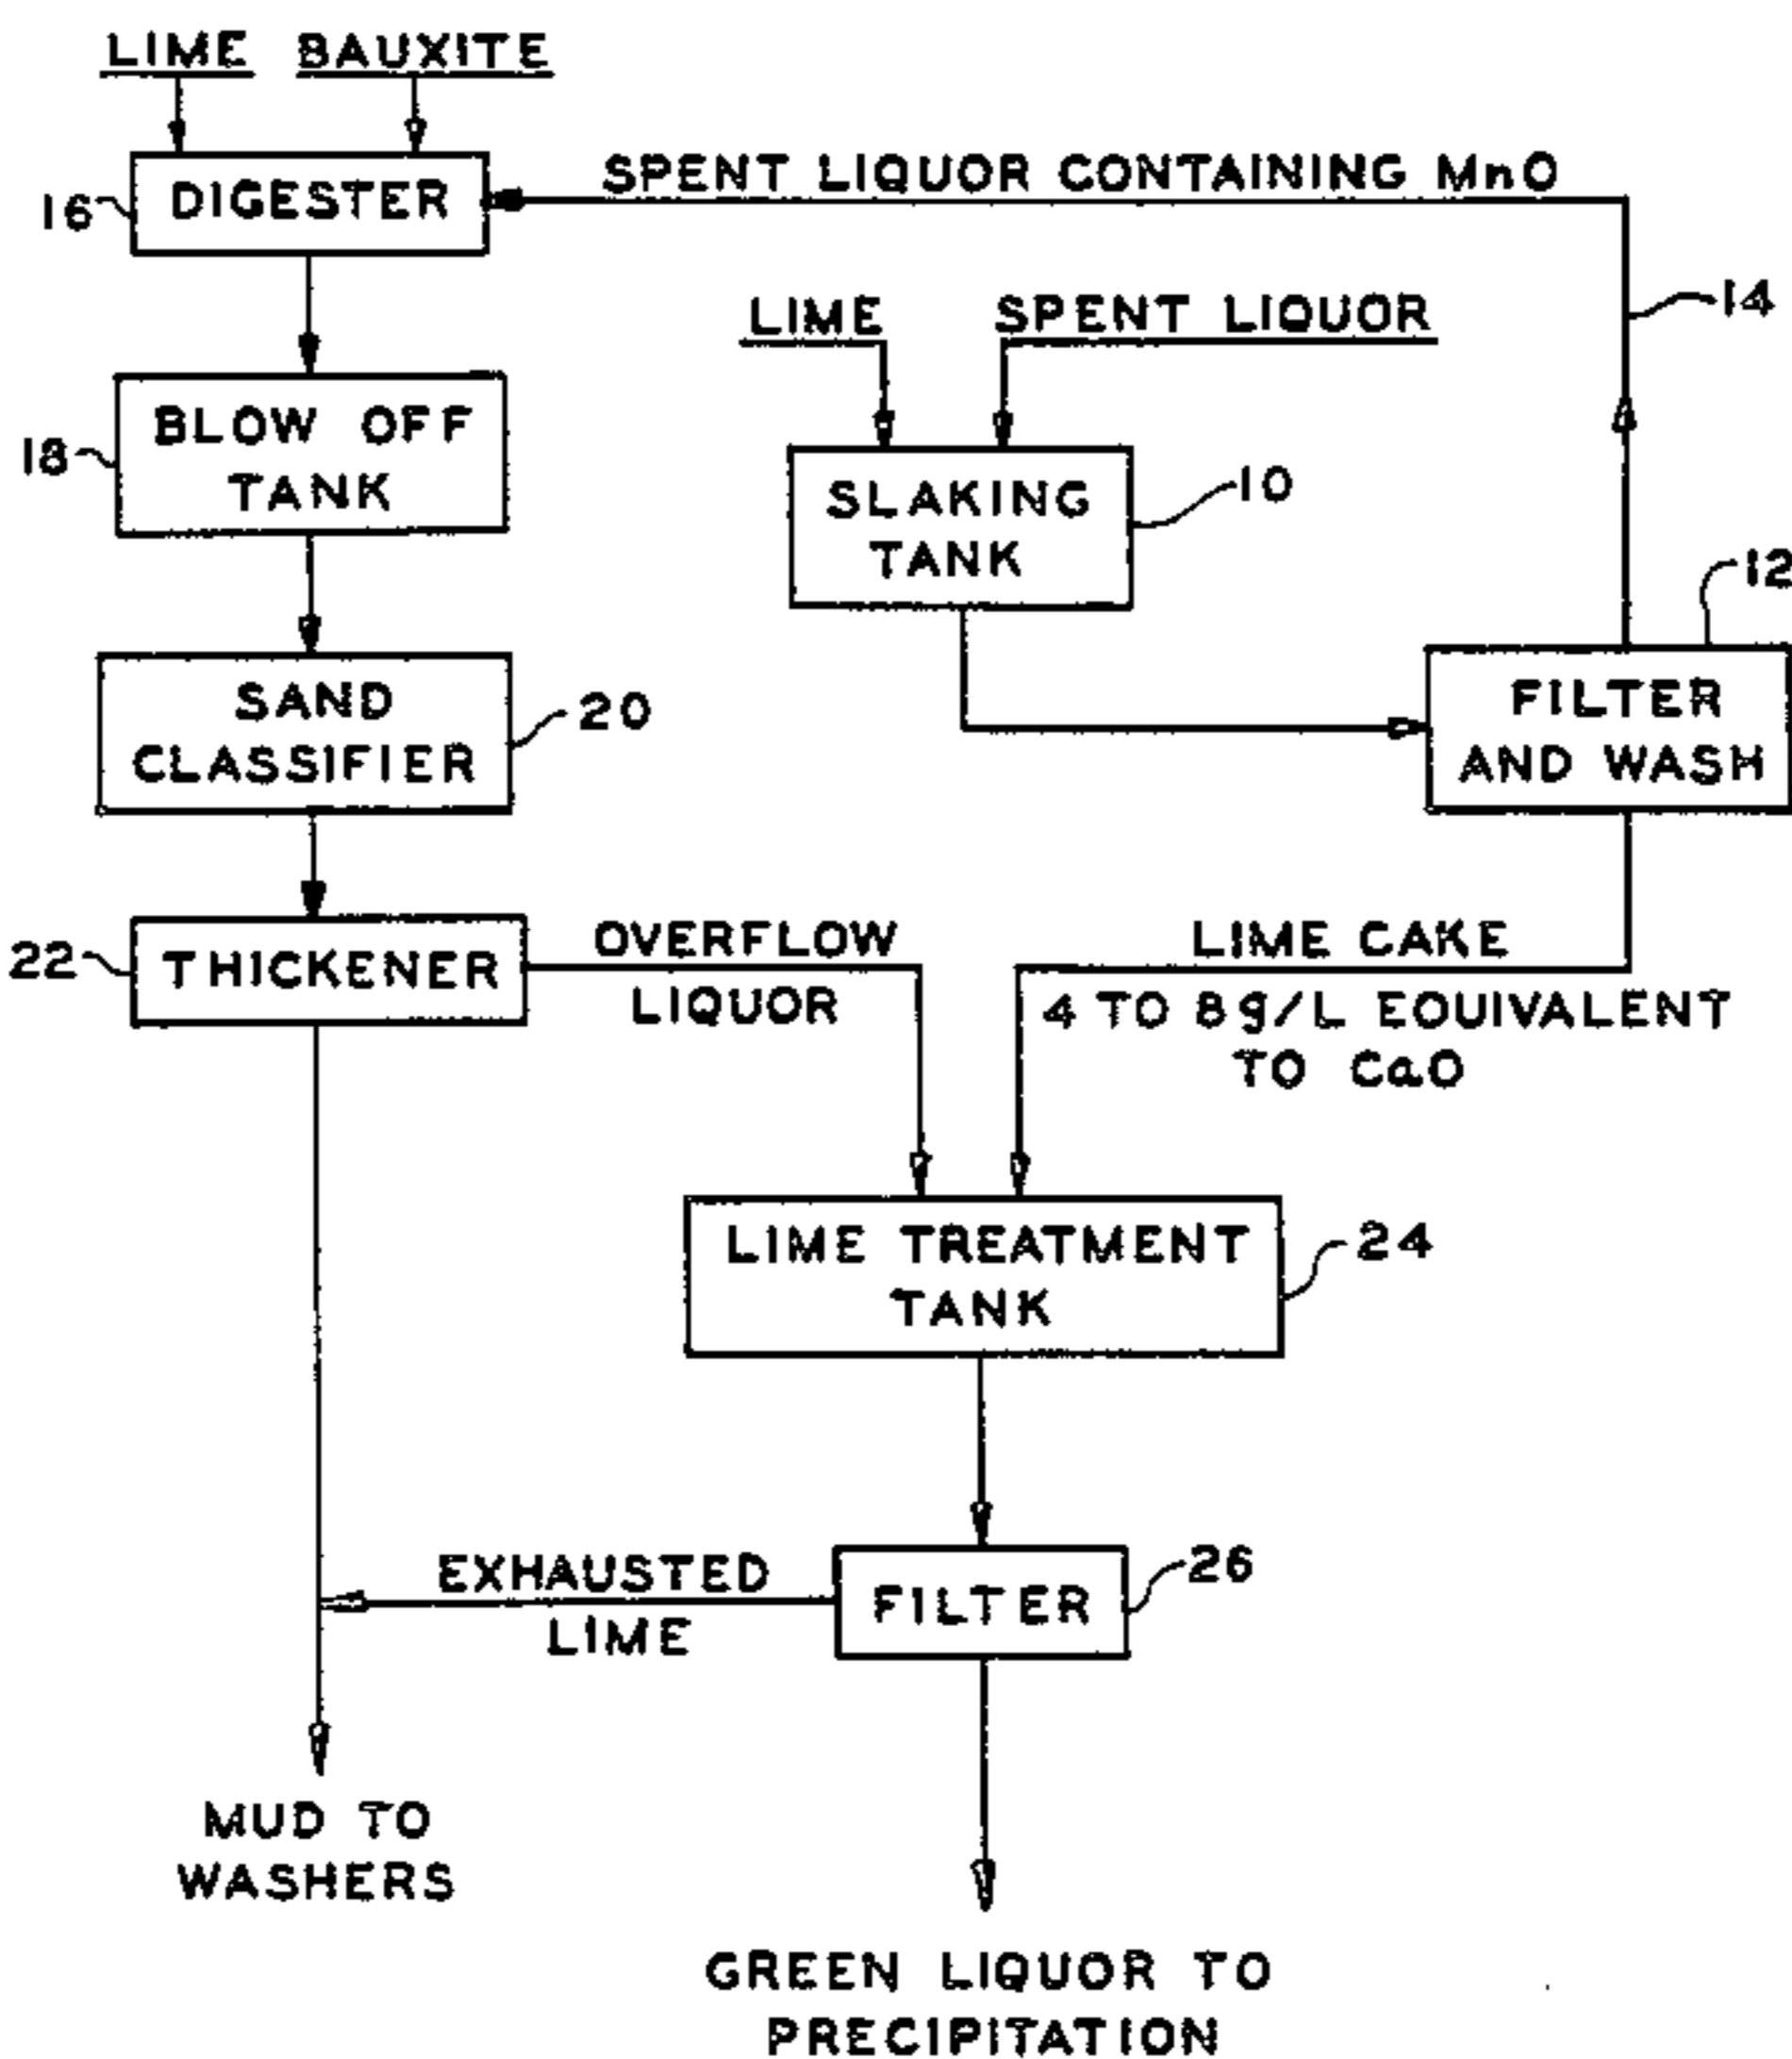 LIME BAUXITE
16 DIGESTER
SPENT LIQUOR CONTAINING MnO
14
LIME SPENT LIQUOR
18 BLOW OFF
TANK
SLAKING
TANK
10
12
FILTER
AND WASH
SAND
CLASSIFIER
20
22 THICKENER
OVERFLOW
LIQUOR
LIME CAKE
4 TO 8g/L EQUIVALENT
TO CaO
LIME TREATMENT
TANK
24
EXHAUSTED
LIME
FILTER
26
MUD TO
WASHERS
GREEN LIQUOR TO
PRECIPITATION